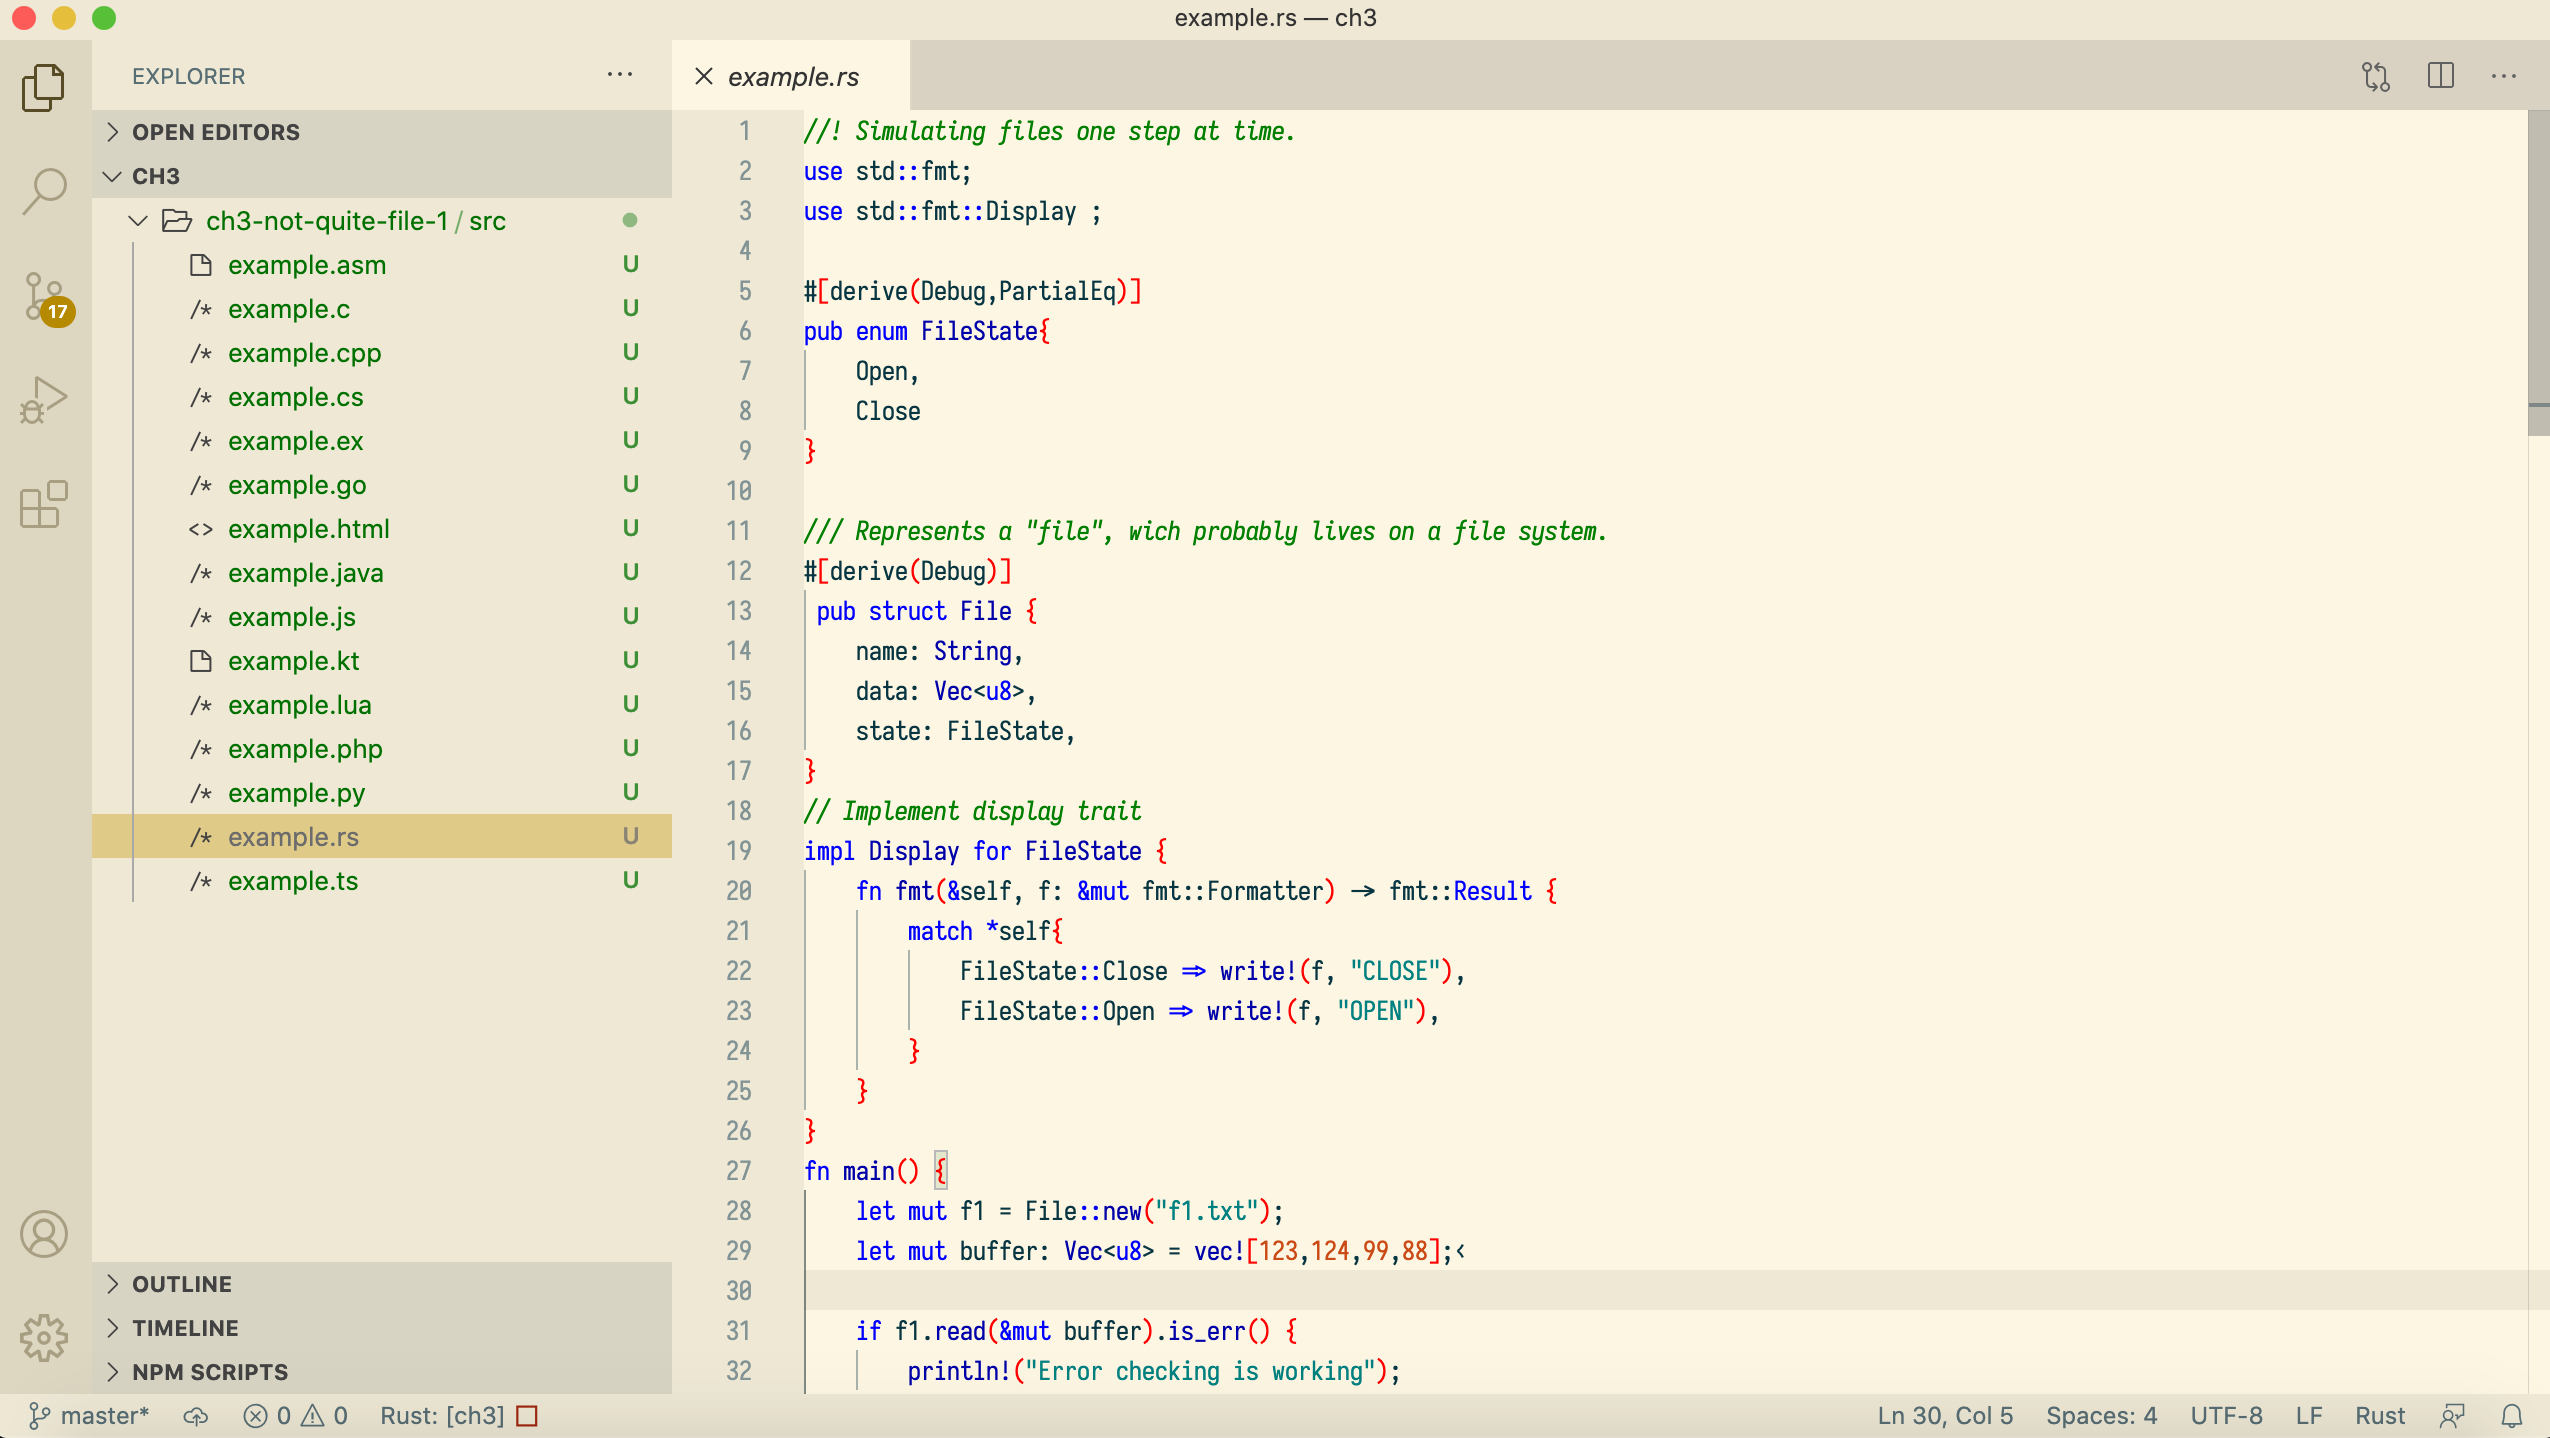 example.rs — ch3
EXPLORER
OPEN EDITORS
CH3
ch3-not-quite-file-1 / src
example.asm U
/* example.c U
/* example.cpp U
/* example.cs U
/* example.ex U
/* example.go U
<> example.html U
/* example.java U
/* example.js U
example.kt U
/* example.lua U
/* example.php U
/* example.py U
/* example.rs U
/* example.ts U
17
OUTLINE
TIMELINE
NPM SCRIPTS
example.rs
1 //! Simulating files one step at time.
2 use std::fmt;
3 use std::fmt::Display ;
4
5 #[derive(Debug,PartialEq)]
6 pub enum FileState{
7     Open,
8     Close
9 }
10
11 /// Represents a "file", wich probably lives on a file system.
12 #[derive(Debug)]
13  pub struct File {
14     name: String,
15     data: Vec<u8>,
16     state: FileState,
17 }
18 // Implement display trait
19 impl Display for FileState {
20     fn fmt(&self, f: &mut fmt::Formatter) -> fmt::Result {
21         match *self{
22             FileState::Close => write!(f, "CLOSE"),
23             FileState::Open => write!(f, "OPEN"),
24         }
25     }
26 }
27 fn main() {
28     let mut f1 = File::new("f1.txt");
29     let mut buffer: Vec<u8> = vec![123,124,99,88];<
30
31     if f1.read(&mut buffer).is_err() {
32         println!("Error checking is working");
master* 0 0 Rust: [ch3] Ln 30, Col 5 Spaces: 4 UTF-8 LF Rust